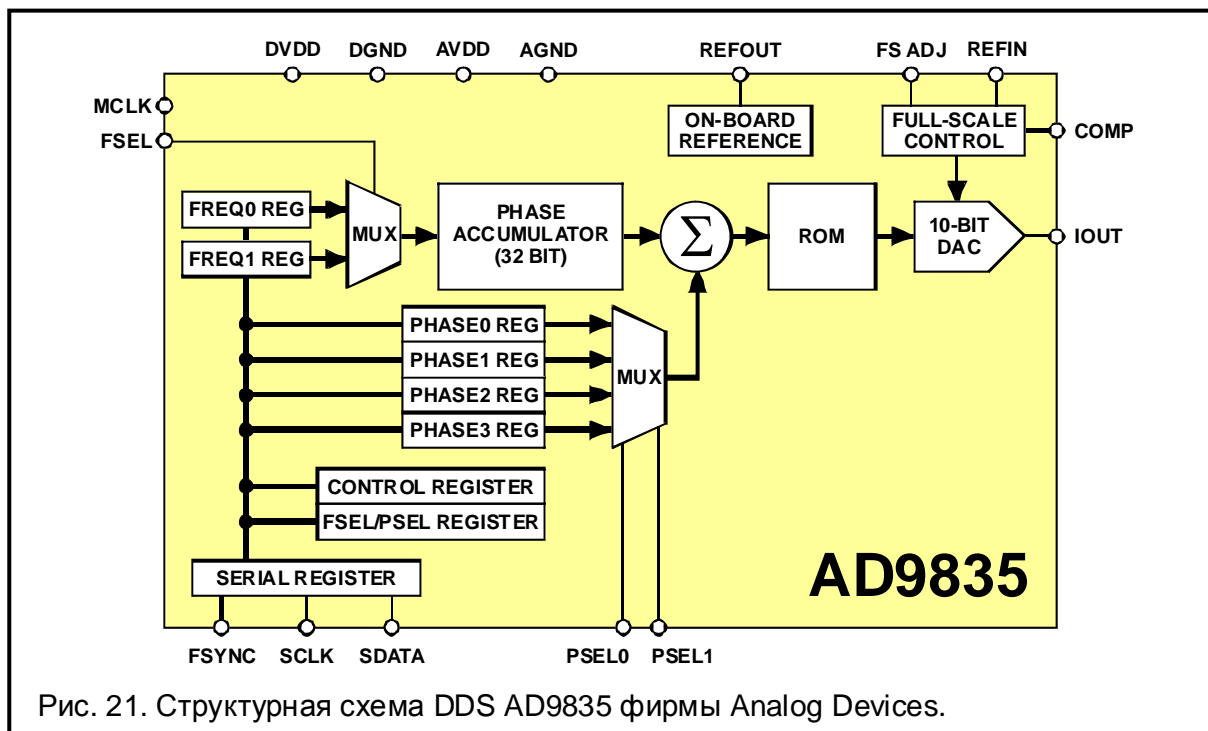 DVDD DGND AVDD AGND REFOUT FS ADJ REFIN
MCLK
FSEL
ON-BOARD
REFERENCE
FULL-SCALE
CONTROL
COMP
FREQ0 REG
FREQ1 REG
MUX
PHASE
ACCUMULATOR
(32 BIT)
Σ
ROM
10-BIT
DAC
IOUT
PHASE0 REG
PHASE1 REG
PHASE2 REG
PHASE3 REG
MUX
CONTROL REGISTER
FSEL/PSEL REGISTER
SERIAL REGISTER
AD9835
FSYNC SCLK SDATA PSEL0 PSEL1
Рис. 21. Структурная схема DDS AD9835 фирмы Analog Devices.